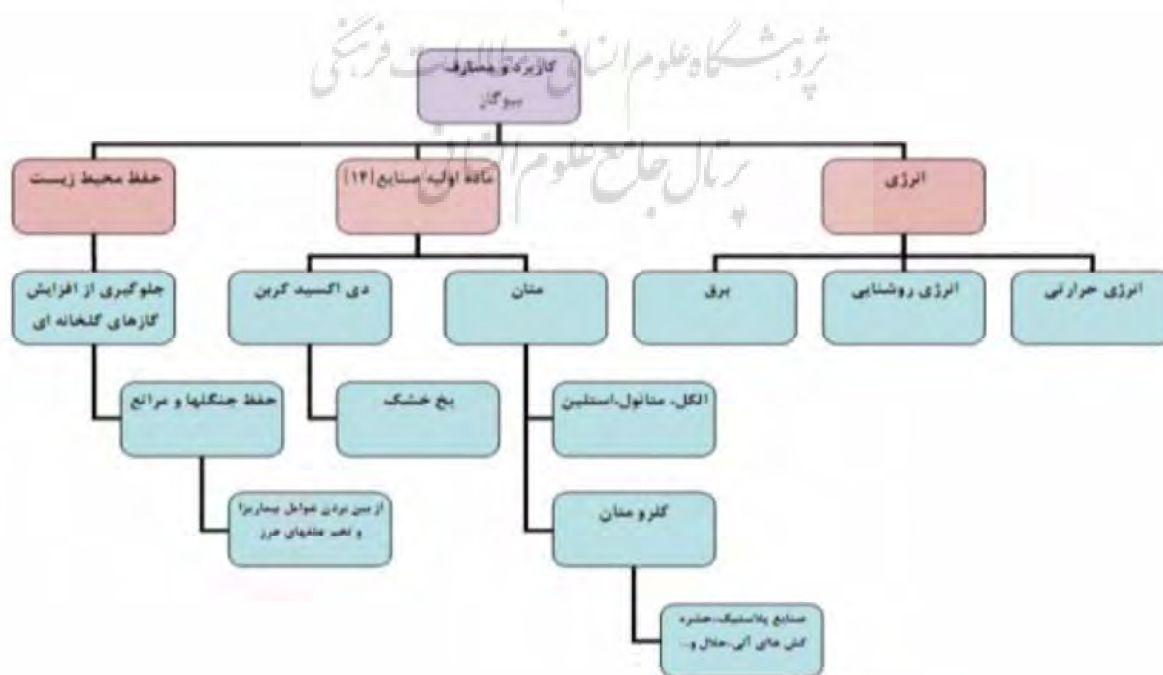 پژوهشگاه علوم انسانی و مطالعات فرهنگی
پرتال جامع علوم انسانی
کاربرد و مصارف
بیوگاز
انرژی
ماده اولیه صنایع [۱۴]
حفظ محیط زیست
انرژی حرارتی
انرژی روشنایی
برق
متان
دی اکسید کربن
جلوگیری از افزایش
گازهای گلخانه ای
الکل، متانول،استلین
یخ خشک
حفظ جنگلها و مراتع
کلرو متان
از بین بردن عوامل بیماریزا
و تخم علفهای هرز
صنایع پلاستیک،حشره
کش های آلی،حلال و...